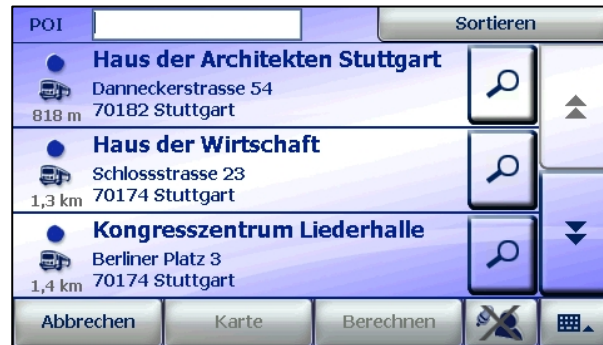 POI Sortieren
Haus der Architekten Stuttgart
Danneckerstrasse 54
818 m 70182 Stuttgart
Haus der Wirtschaft
Schlossstrasse 23
1,3 km 70174 Stuttgart
Kongresszentrum Liederhalle
Berliner Platz 3
1,4 km 70174 Stuttgart
Abbrechen Karte Berechnen